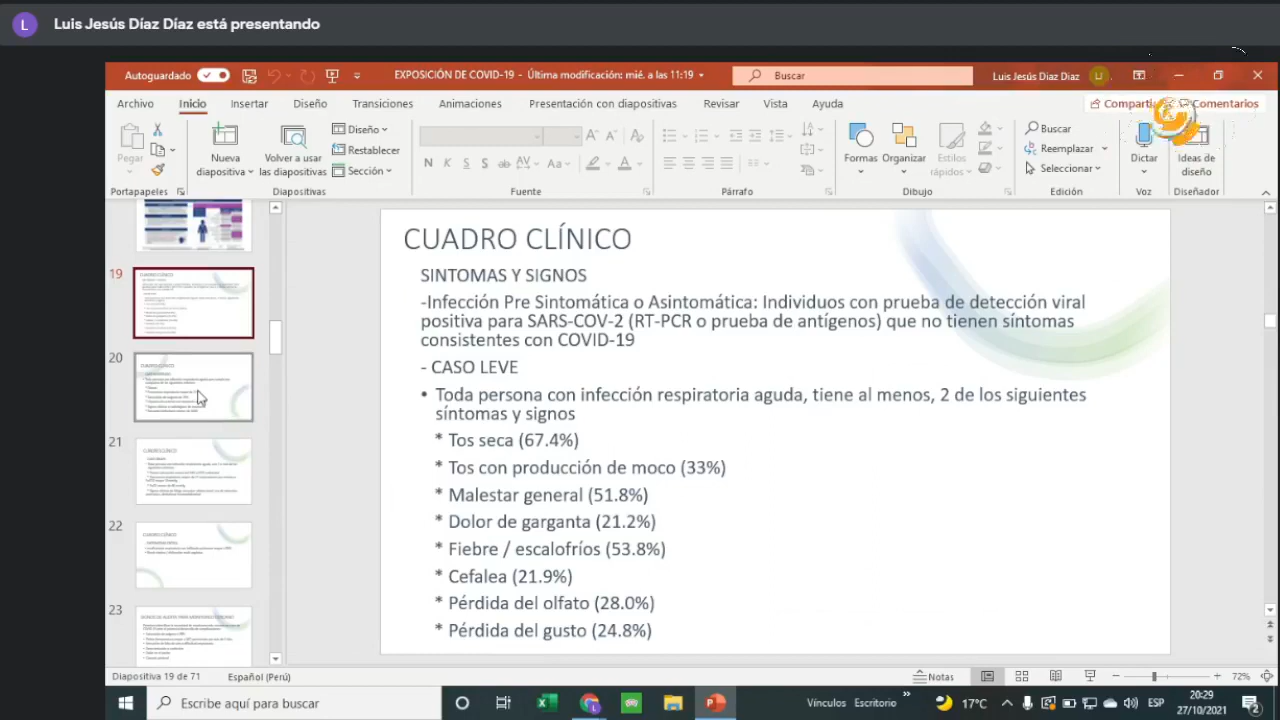 L Luis Jesús Díaz Díaz está presentando
Autoguardado
EXPOSICIÓN DE COVID-19 - Última modificación: mié. a las 11:19
Buscar
Luis Jesús Díaz Diaz
Archivo Inicio Insertar Diseño Transiciones Animaciones Presentación con diapositivas Revisar Vista Ayuda
Comentarios
Pegar
Nueva diapositiva
Volver a usar las diapositivas
Diseño
Restablecer
Sección
Formas
Organizar
Estilos rápidos
Buscar
Reemplazar
Seleccionar
Dictar
Ideas de diseño
Portapapeles Diapositivas Fuente Párrafo Dibujo Edición Voz Diseñador
19
20
21
22
23
CUADRO CLÍNICO
SINTOMAS Y SIGNOS
-Infección Pre Sintomática o Asintomática: Individuos con prueba de detección viral
positiva para SARS-COV-2 (RT-PCR o prueba de antígenos) que no tienen síntomas
consistentes con COVID-19
- CASO LEVE
• Toda persona con infección respiratoria aguda, tiene al menos, 2 de los siguientes
síntomas y signos
* Tos seca (67.4%)
* Tos con producción de moco (33%)
* Malestar general (51.8%)
* Dolor de garganta (21.2%)
* Fiebre / escalofríos (53.8%)
* Cefalea (21.9%)
* Pérdida del olfato (28.0%)
* Pérdida del gusto
Diapositiva 19 de 71 Español (Perú)
Notas
72%
Escribe aquí para buscar
Vínculos Escritorio
17°C
ESP
20:29
27/10/2021
2